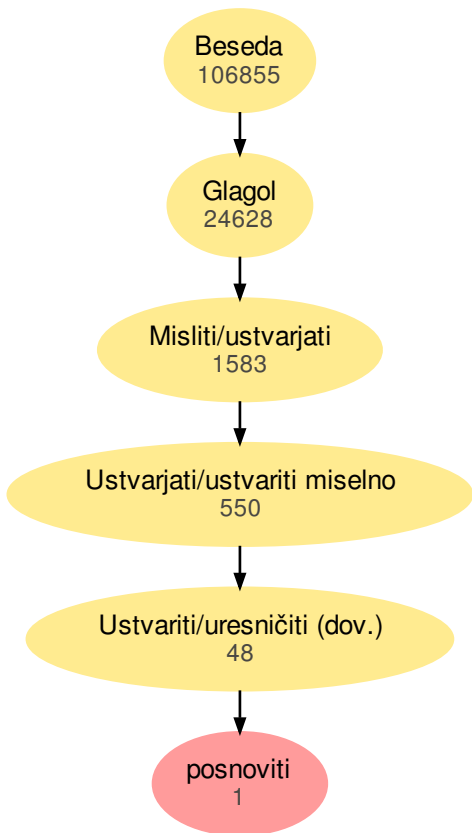 Beseda
106855
Glagol
24628
Misliti/ustvarjati
1583
Ustvarjati/ustvariti miselno
550
Ustvariti/uresničiti (dov.)
48
posnoviti
1